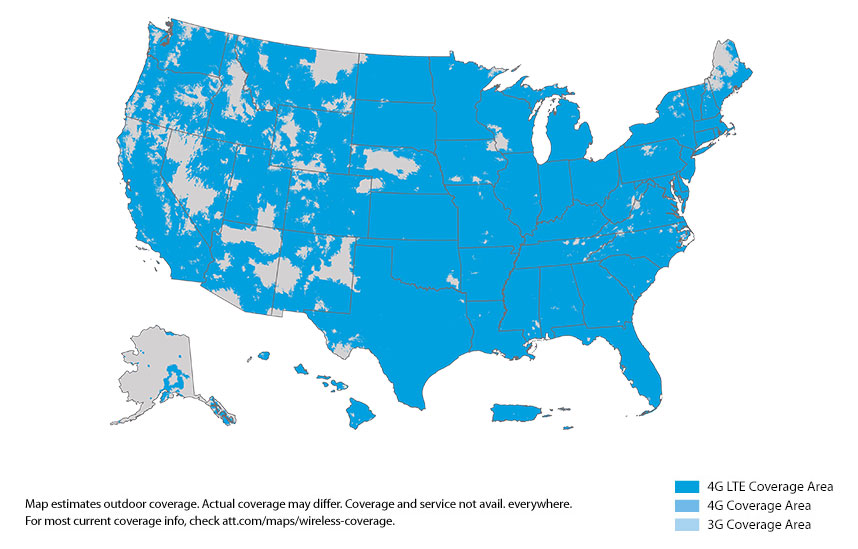 4G LTE Coverage Area
4G Coverage Area
3G Coverage Area
Map estimates outdoor coverage. Actual coverage may differ. Coverage and service not avail. everywhere.
For most current coverage info, check att.com/maps/wireless-coverage.